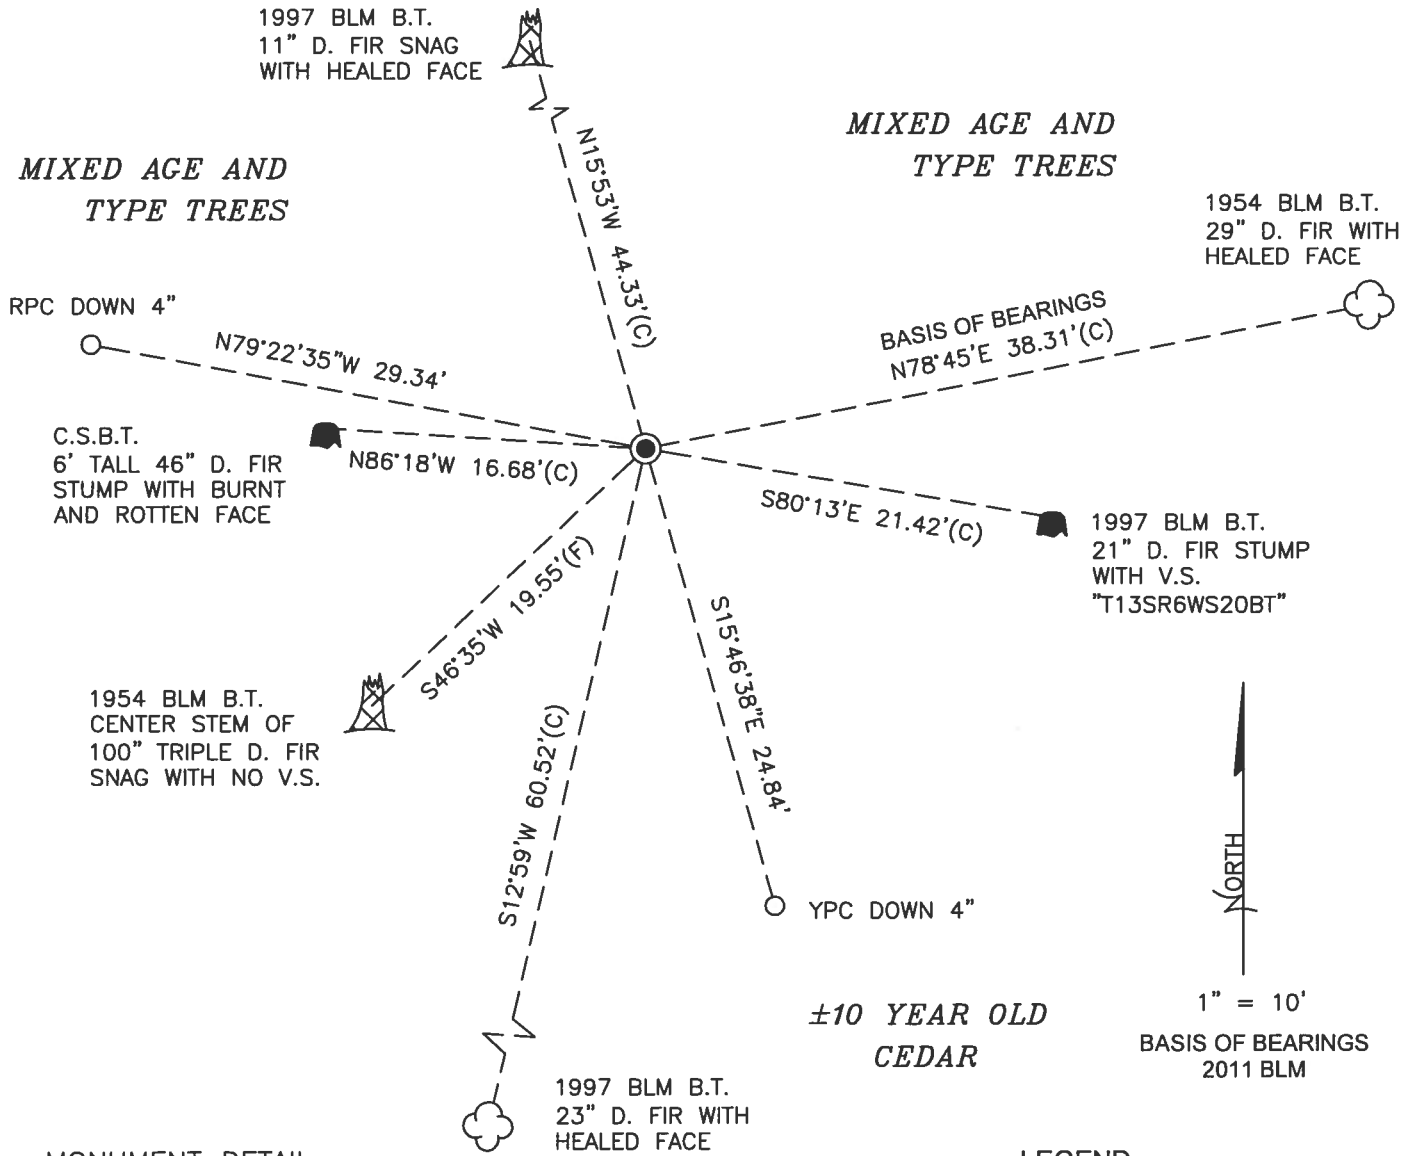 1997 BLM B.T.
11" D. FIR SNAG
WITH HEALED FACE
MIXED AGE AND
TYPE TREES
MIXED AGE AND
TYPE TREES
1954 BLM B.T.
29" D. FIR WITH
HEALED FACE
N15°53'W 44.33'(C)
RPC DOWN 4"
N79°22'35"W 29.34'
BASIS OF BEARINGS
N78°45'E 38.31'(C)
C.S.B.T.
6' TALL 46" D. FIR
STUMP WITH BURNT
AND ROTTEN FACE
N86°18'W 16.68'(C)
S80°13'E 21.42'(C)
1997 BLM B.T.
21" D. FIR STUMP
WITH V.S.
"T13SR6WS20BT"
S46°35'W 19.55'(F)
1954 BLM B.T.
CENTER STEM OF
100" TRIPLE D. FIR
SNAG WITH NO V.S.
S12°59'W 60.52'(C)
S15°46'38"E 24.84'
YPC DOWN 4"
±10 YEAR OLD
CEDAR
NORTH
1" = 10'
BASIS OF BEARINGS
2011 BLM
1997 BLM B.T.
23" D. FIR WITH
HEALED FACE
MONUMENT DETAIL
LEGEND